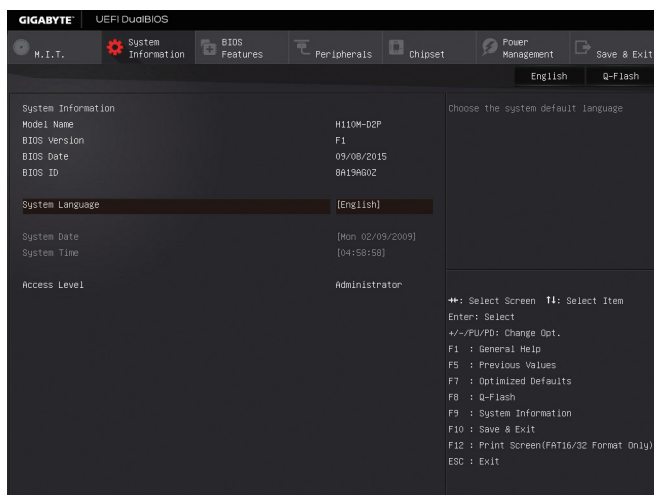 GIGABYTE™ UEFI DualBIOS
M.I.T. System Information BIOS Features Peripherals Chipset Power Management Save & Exit
English Q-Flash
System Information
Model Name H110M-D2P
BIOS Version F1
BIOS Date 09/08/2015
BIOS ID 8A19AG0Z
System Language [English]
System Date [Mon 02/09/2009]
System Time [04:58:58]
Access Level Administrator
Choose the system default language
→←: Select Screen ↑↓: Select Item
Enter: Select
+/-/PU/PD: Change Opt.
F1 : General Help
F5 : Previous Values
F7 : Optimized Defaults
F8 : Q-Flash
F9 : System Information
F10 : Save & Exit
F12 : Print Screen(FAT16/32 Format Only)
ESC : Exit